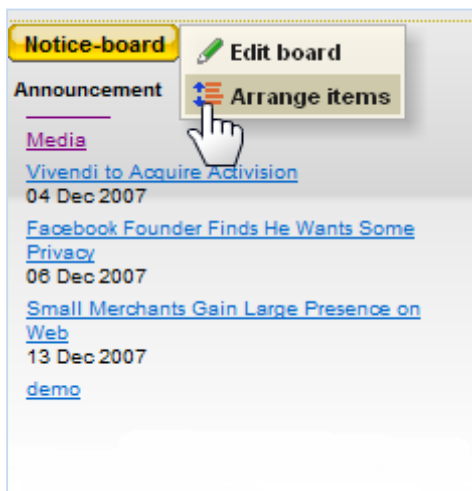 Notice-board
Edit board
Announcement
Arrange items
Media
Vivendi to Acquire Activision
04 Dec 2007
Facebook Founder Finds He Wants Some
Privacy
06 Dec 2007
Small Merchants Gain Large Presence on
Web
13 Dec 2007
demo